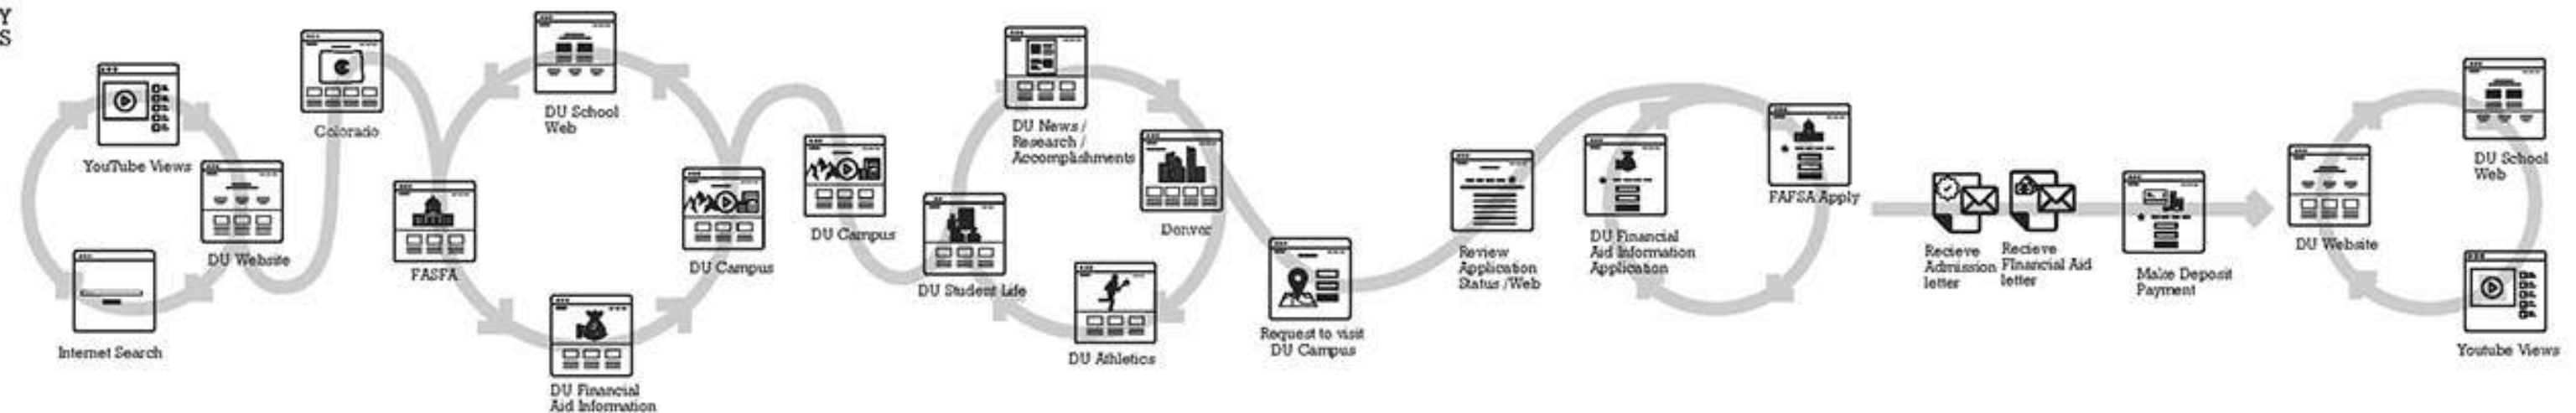 Y
S
YouTube Views
DU Website
Internet Search
Colorado
FASFA
DU School
Web
DU Financial
Aid Information
DU Campus
DU Campus
DU Student Life
DU News /
Research /
Accomplishments
Denver
DU Athletics
Request to visit
DU Campus
Review
Application
Status /Web
DU Financial
Aid Information
Application
FAFSA Apply
Recieve
Admission
letter
Recieve
Financial Aid
letter
Make Deposit
Payment
DU Website
DU School
Web
Youtube Views